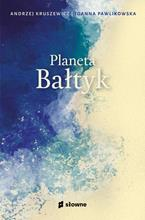 ANDRZEJ KRUSZEWICZ | JOANNA PAWLIKOWSKA
Planeta
Bałtyk
słowne